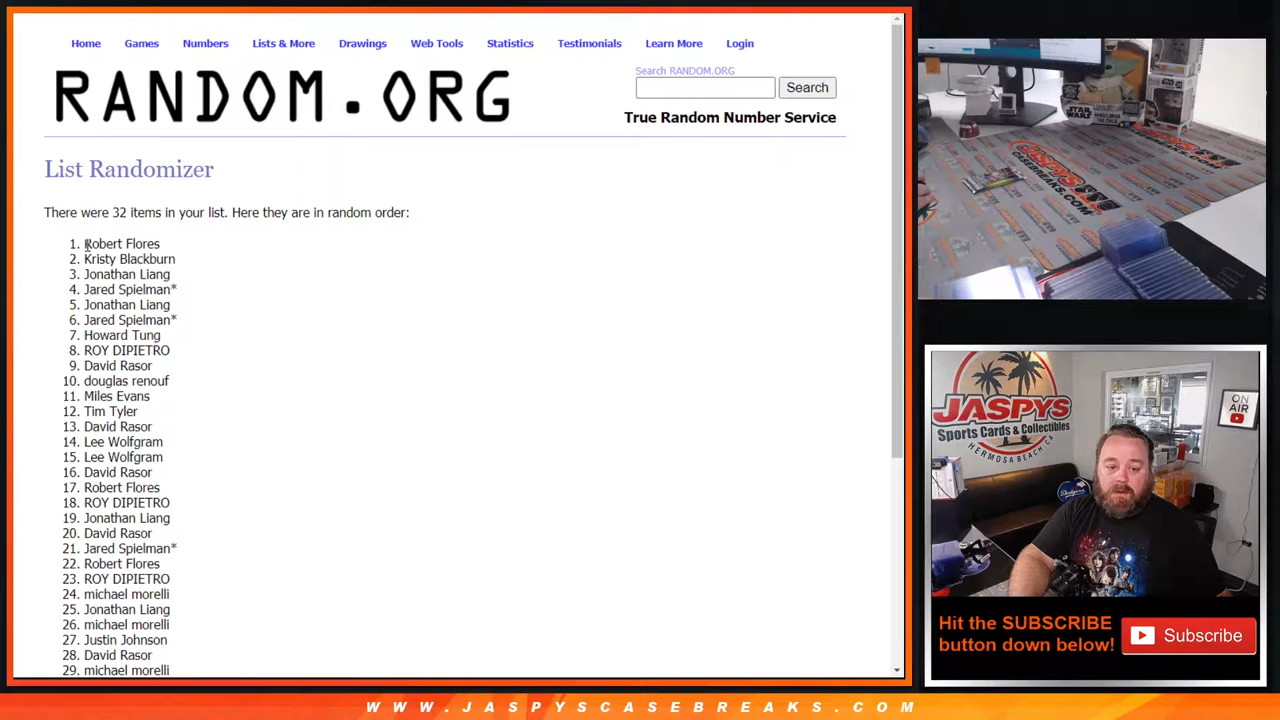 Home Games Numbers Lists & More Drawings Web Tools Statistics Testimonials Learn More Login
RANDOM.ORG
Search RANDOM.ORG
Search
True Random Number Service
List Randomizer
There were 32 items in your list. Here they are in random order:
1. Robert Flores
2. Kristy Blackburn
3. Jonathan Liang
4. Jared Spielman*
5. Jonathan Liang
6. Jared Spielman*
7. Howard Tung
8. ROY DIPIETRO
9. David Rasor
10. douglas renouf
11. Miles Evans
12. Tim Tyler
13. David Rasor
14. Lee Wolfgram
15. Lee Wolfgram
16. David Rasor
17. Robert Flores
18. ROY DIPIETRO
19. Jonathan Liang
20. David Rasor
21. Jared Spielman*
22. Robert Flores
23. ROY DIPIETRO
24. michael morelli
25. Jonathan Liang
26. michael morelli
27. Justin Johnson
28. David Rasor
29. michael morelli
STAR WARS
JASPYS
CASEBREAKS.COM
JASPYS
Sports Cards & Collectibles
HERMOSA BEACH, CA
ON AIR
Dodgers
Hit the SUBSCRIBE
button down below!
Subscribe
WWW.JASPYSCASEBREAKS.COM